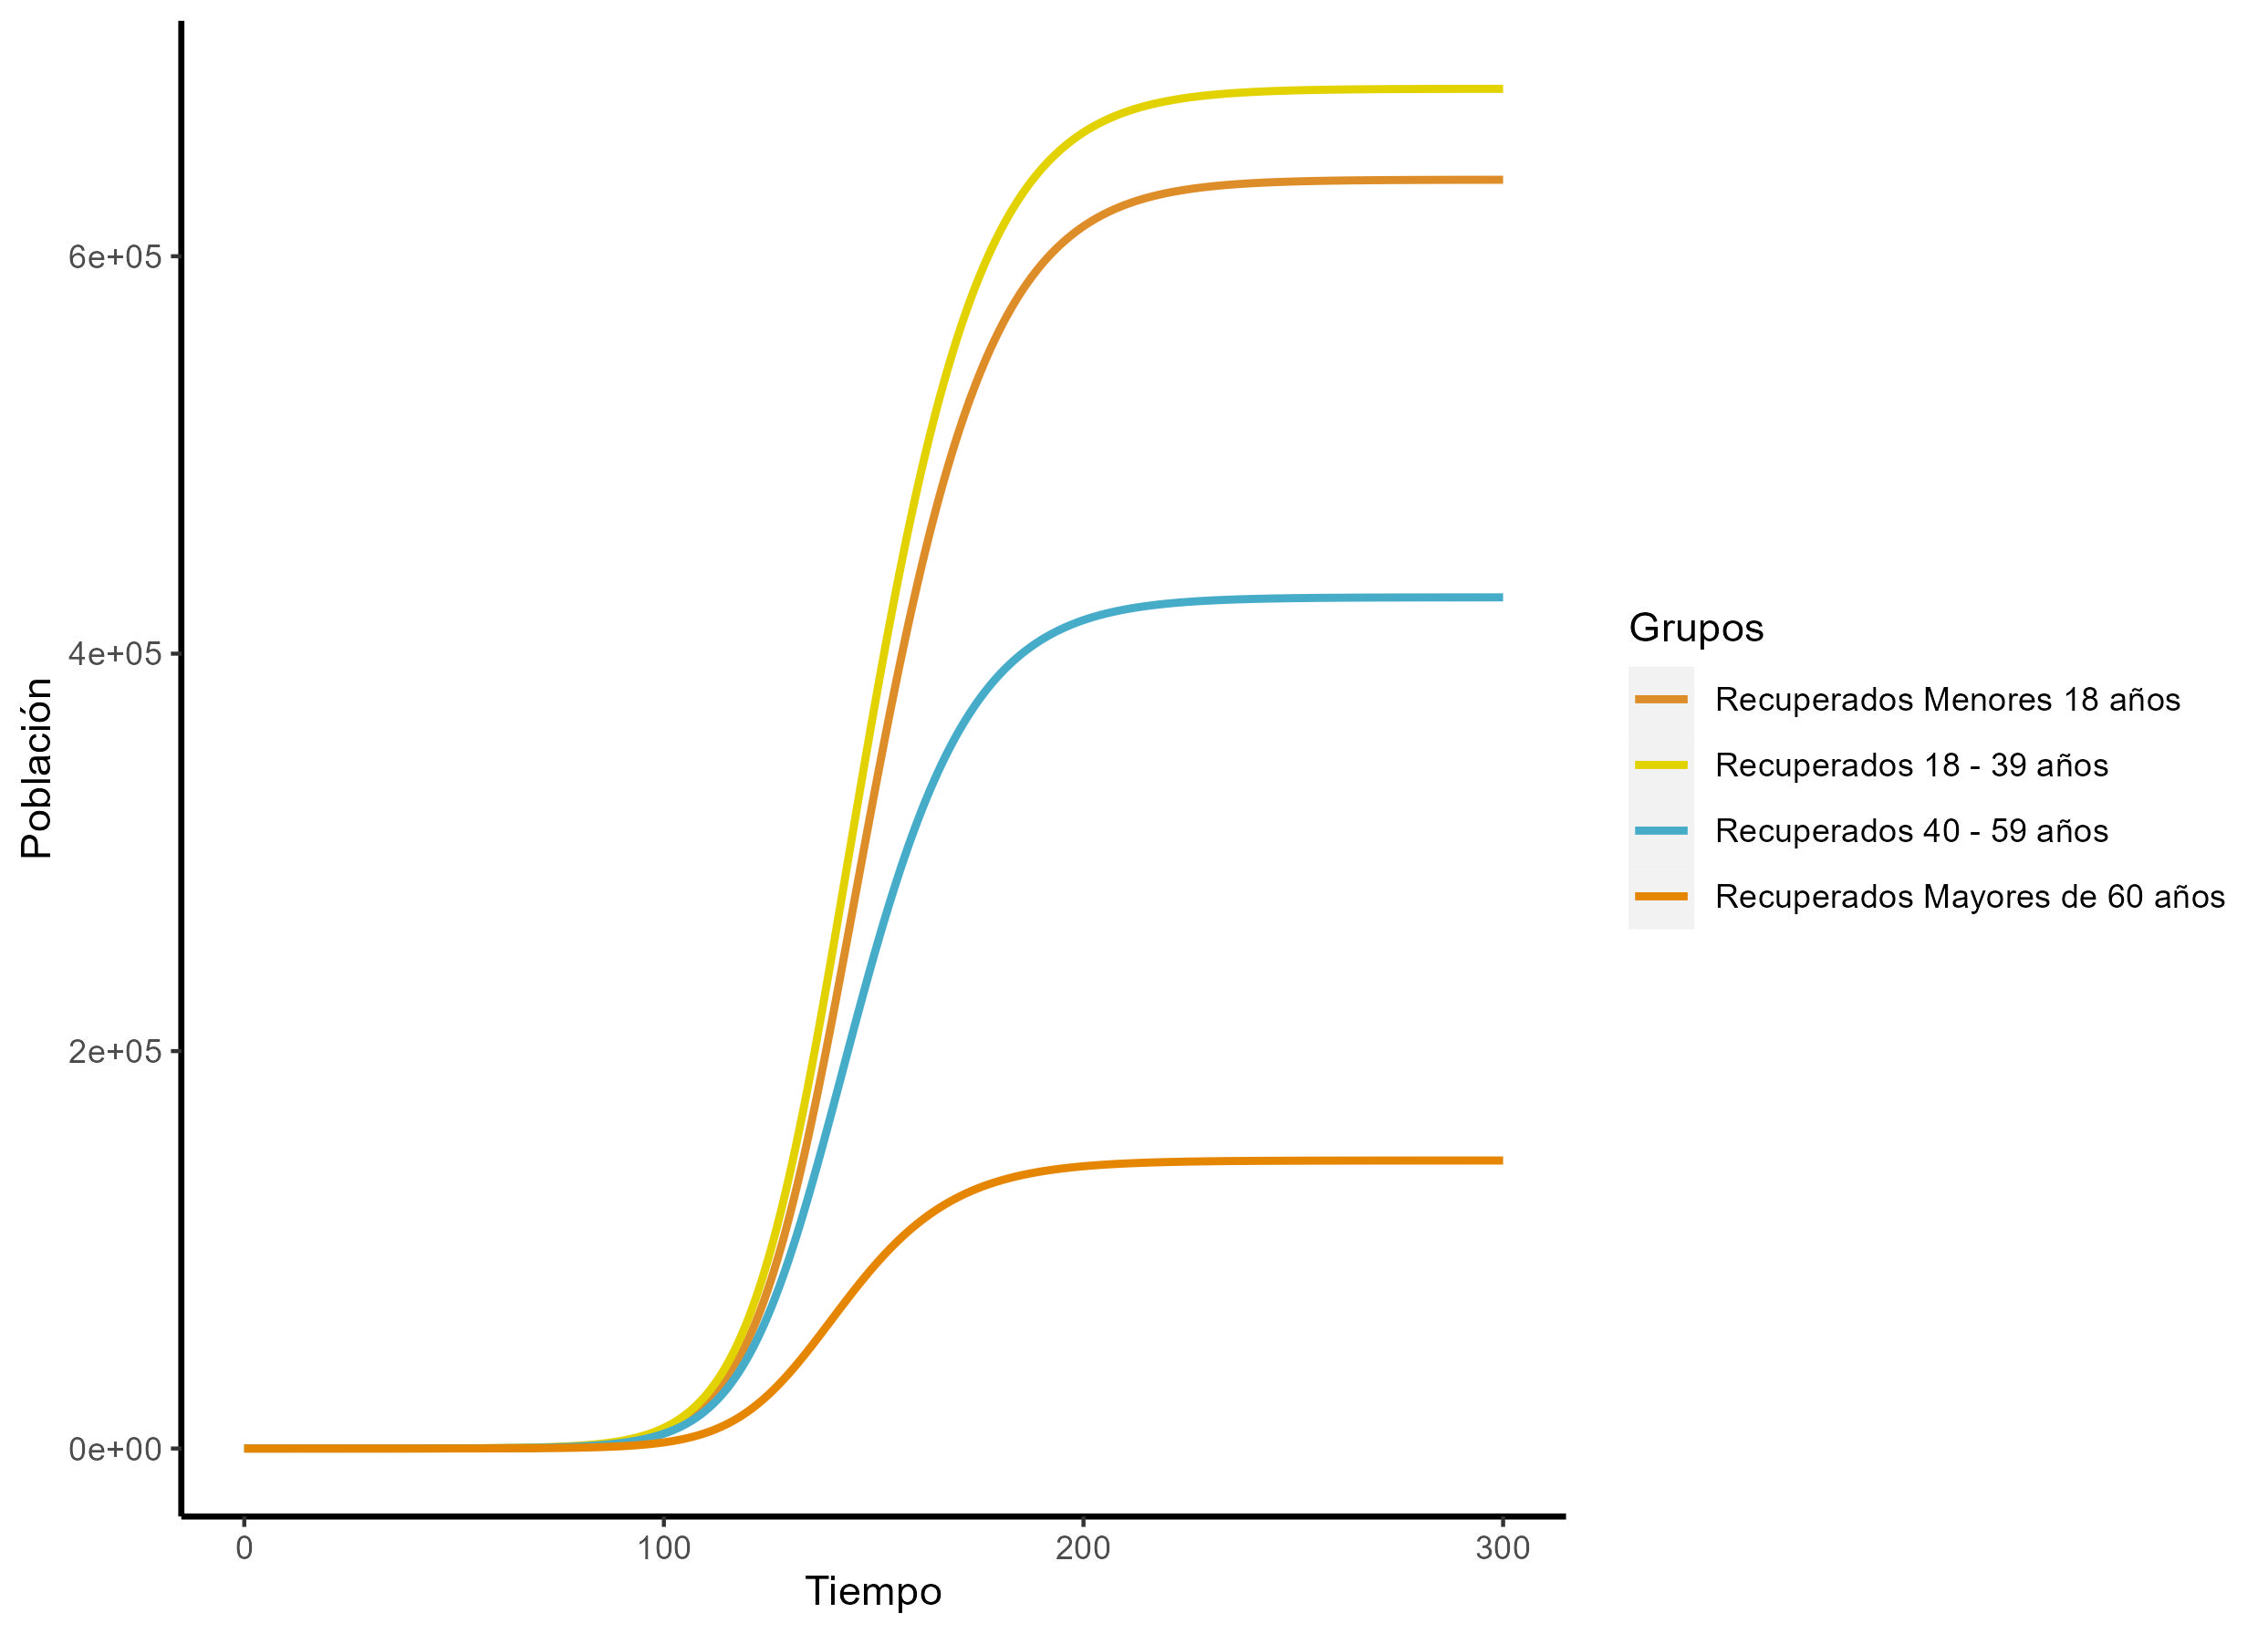 6e+05
4e+05
2e+05
0e+00
Población
0
100
200
300
Tiempo
Grupos
Recuperados Menores 18 años
Recuperados 18 - 39 años
Recuperados 40 - 59 años
Recuperados Mayores de 60 años